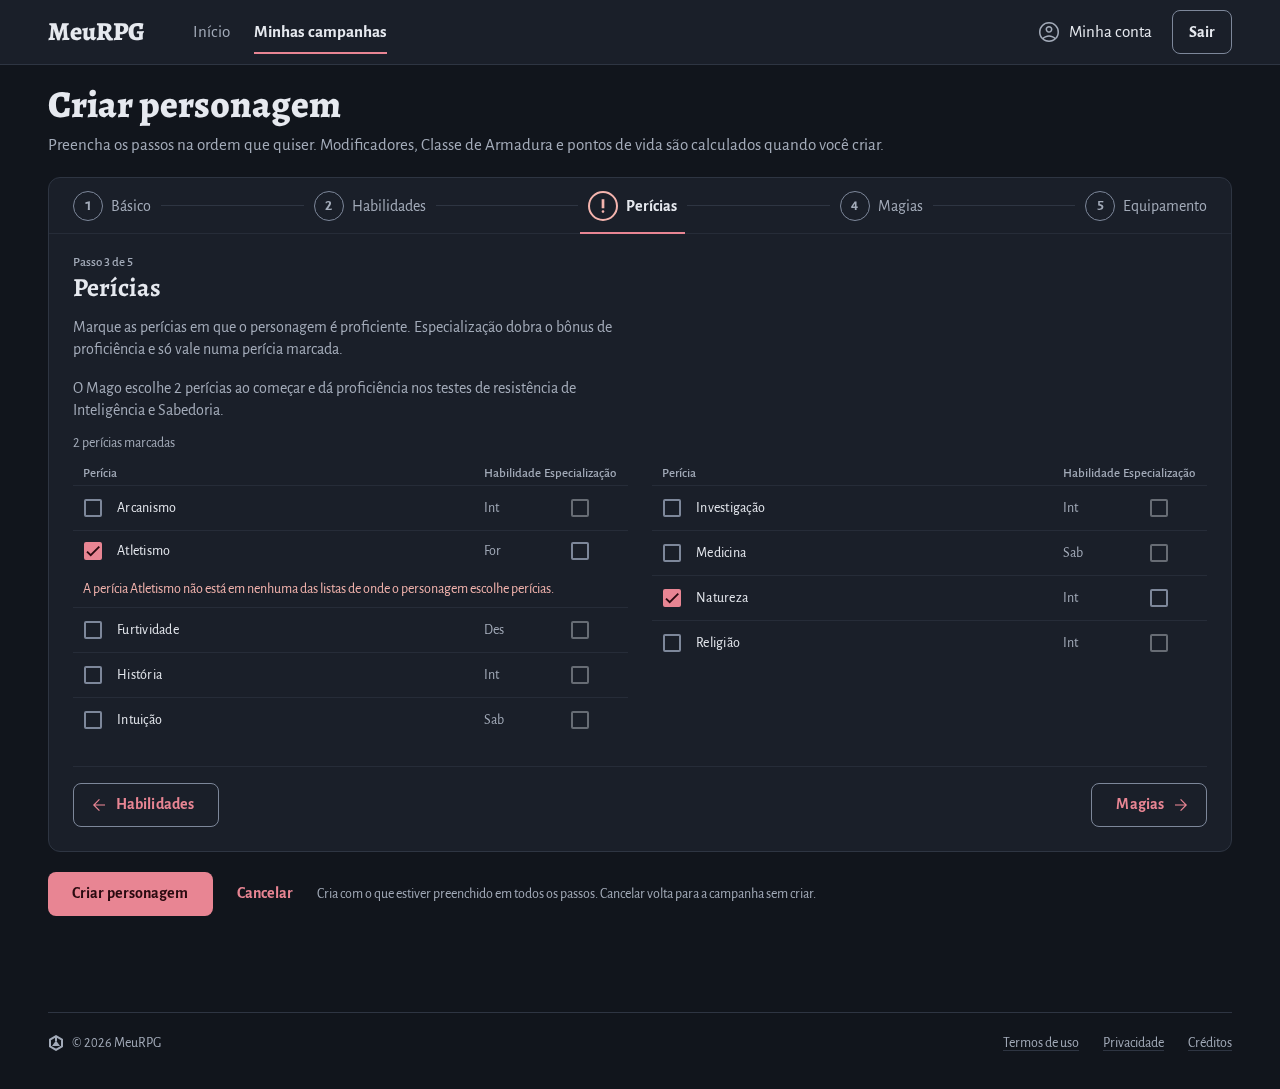 MeuRPG
Início
Minhas campanhas
Minha conta
Sair
Criar personagem
Preencha os passos na ordem que quiser. Modificadores, Classe de Armadura e pontos de vida são calculados quando você criar.
1 Básico
2 Habilidades
! Perícias
4 Magias
5 Equipamento
Passo 3 de 5
Perícias
Marque as perícias em que o personagem é proficiente. Especialização dobra o bônus de
proficiência e só vale numa perícia marcada.
O Mago escolhe 2 perícias ao começar e dá proficiência nos testes de resistência de
Inteligência e Sabedoria.
2 perícias marcadas
Perícia Habilidade Especialização
Arcanismo Int
Atletismo For
A perícia Atletismo não está em nenhuma das listas de onde o personagem escolhe perícias.
Furtividade Des
História Int
Intuição Sab
Perícia Habilidade Especialização
Investigação Int
Medicina Sab
Natureza Int
Religião Int
Habilidades
Magias
Criar personagem
Cancelar
Cria com o que estiver preenchido em todos os passos. Cancelar volta para a campanha sem criar.
© 2026 MeuRPG
Termos de uso
Privacidade
Créditos